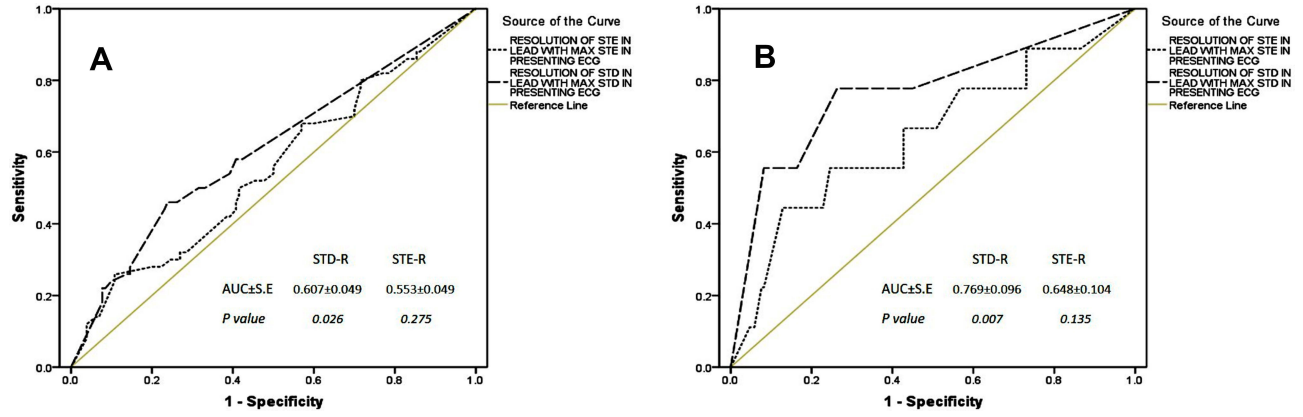 A
Source of the Curve
RESOLUTION OF STE IN
LEAD WITH MAX STE IN
PRESENTING ECG
RESOLUTION OF STD IN
LEAD WITH MAX STD IN
PRESENTING ECG
Reference Line
1.0
0.8
0.6
0.4
0.2
0.0
Sensitivity
STD-R STE-R
AUC±S.E 0.607±0.049 0.553±0.049
P value 0.026 0.275
0.0 0.2 0.4 0.6 0.8 1.0
1 - Specificity
B
Source of the Curve
RESOLUTION OF STE IN
LEAD WITH MAX STE IN
PRESENTING ECG
RESOLUTION OF STD IN
LEAD WITH MAX STD IN
PRESENTING ECG
Reference Line
1.0
0.8
0.6
0.4
0.2
0.0
Sensitivity
STD-R STE-R
AUC±S.E 0.769±0.096 0.648±0.104
P value 0.007 0.135
0.0 0.2 0.4 0.6 0.8 1.0
1 - Specificity